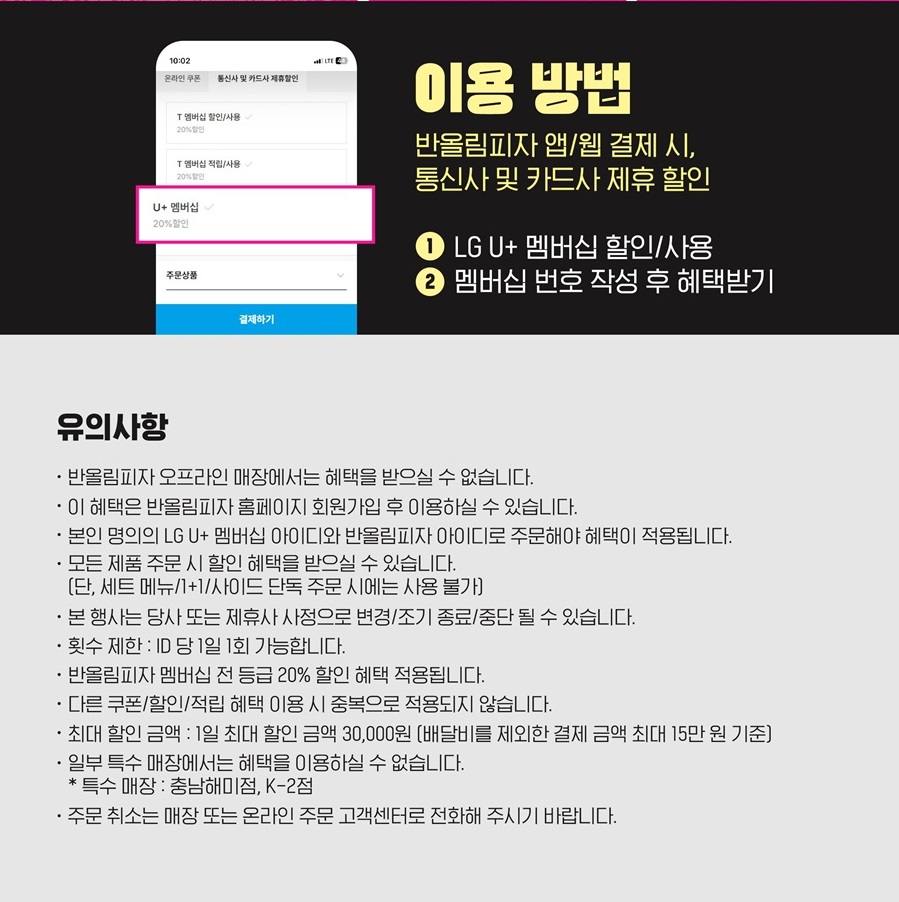 10:02
LTE
온라인 쿠폰 통신사 및 카드사 제휴할인
T 멤버십 할인/사용
20%할인
T 멤버십 적립/사용
20%할인
U+ 멤버십
20%할인
주문상품
결제하기
이용 방법
반올림피자 앱/웹 결제 시,
통신사 및 카드사 제휴 할인
1 LG U+ 멤버십 할인/사용
2 멤버십 번호 작성 후 혜택받기
유의사항
· 반올림피자 오프라인 매장에서는 혜택을 받으실 수 없습니다.
· 이 혜택은 반올림피자 홈페이지 회원가입 후 이용하실 수 있습니다.
· 본인 명의의 LG U+ 멤버십 아이디와 반올림피자 아이디로 주문해야 혜택이 적용됩니다.
· 모든 제품 주문 시 할인 혜택을 받으실 수 있습니다.
(단, 세트 메뉴/1+1/사이드 단독 주문 시에는 사용 불가)
· 본 행사는 당사 또는 제휴사 사정으로 변경/조기 종료/중단 될 수 있습니다.
· 횟수 제한 : ID 당 1일 1회 가능합니다.
· 반올림피자 멤버십 전 등급 20% 할인 혜택 적용됩니다.
· 다른 쿠폰/할인/적립 혜택 이용 시 중복으로 적용되지 않습니다.
· 최대 할인 금액 : 1일 최대 할인 금액 30,000원 (배달비를 제외한 결제 금액 최대 15만 원 기준)
· 일부 특수 매장에서는 혜택을 이용하실 수 없습니다.
* 특수 매장 : 충남해미점, K-2점
· 주문 취소는 매장 또는 온라인 주문 고객센터로 전화해 주시기 바랍니다.